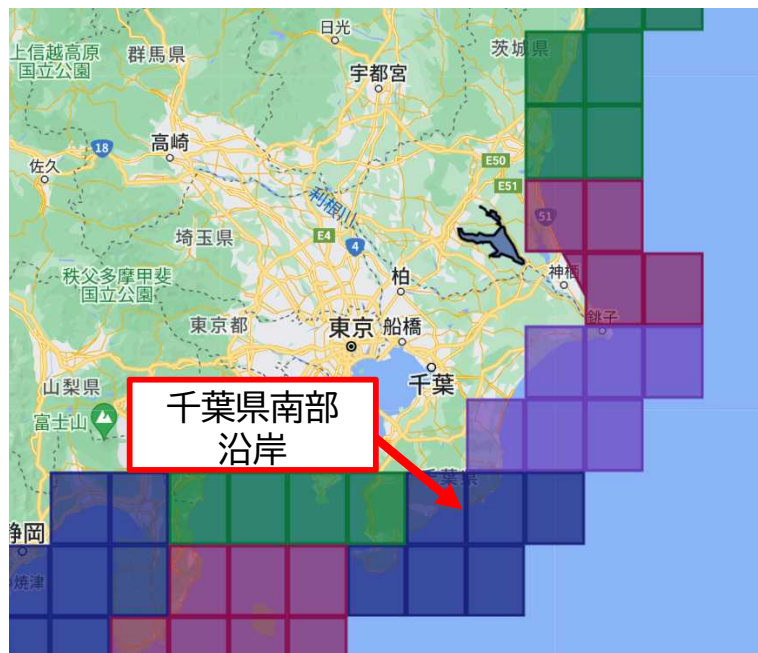 日光
上信越高原
国立公園
群馬県
茨城県
宇都宮
18
高崎
佐久
E50
E51
利根川
51
埼玉県
E4
4
神栖
柏
秩父多摩甲斐
国立公園
東京都
東京
船橋
銚子
千葉
山梨県
富士山
千葉県南部
沿岸
千葉県
静岡
焼津